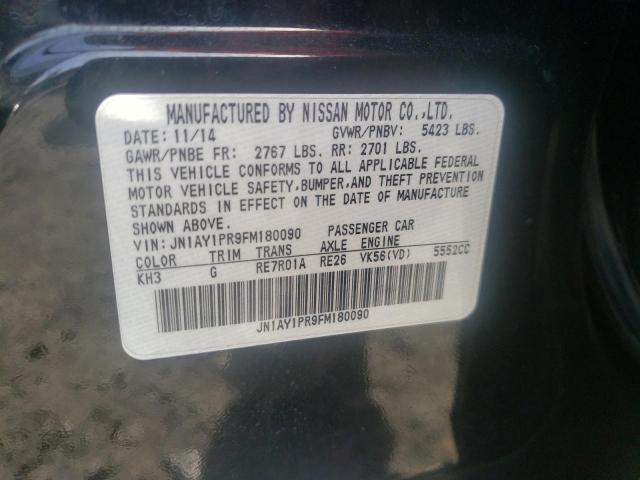 MANUFACTURED BY NISSAN MOTOR CO.,LTD.
DATE: 11/14 GVWR/PNBV: 5423 LBS.
GAWR/PNBE FR: 2767 LBS. RR: 2701 LBS.
THIS VEHICLE CONFORMS TO ALL APPLICABLE FEDERAL
MOTOR VEHICLE SAFETY,BUMPER,AND THEFT PREVENTION
STANDARDS IN EFFECT ON THE DATE OF MANUFACTURE
SHOWN ABOVE.
VIN: JN1AY1PR9FM180090 PASSENGER CAR
COLOR TRIM TRANS AXLE ENGINE
KH3 G RE7R01A RE26 VK56(VD) 5552CC
JN1AY1PR9FM180090